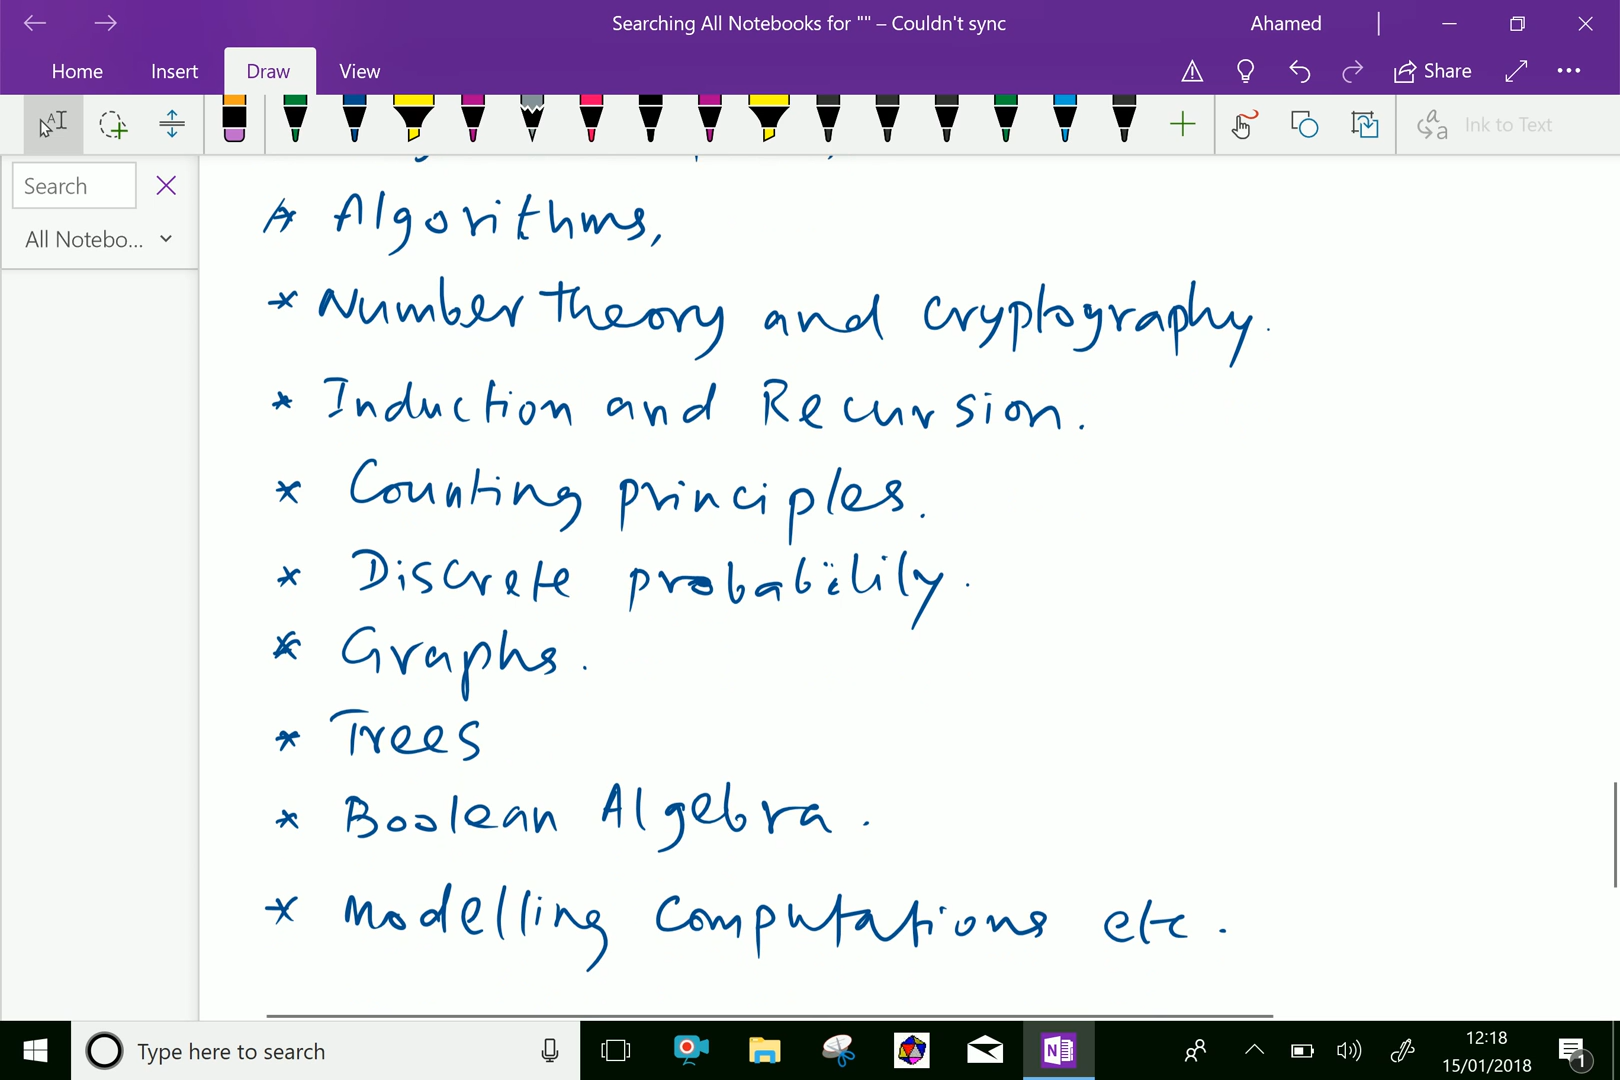 Searching All Notebooks for "" – Couldn't sync
Ahamed
Home Insert Draw View
Share
Ink to Text
Search
All Notebo...
* Algorithms,
* Number theory and cryptography.
* Induction and Recursion.
* Counting principles.
* Discrete probability.
* Graphs.
* Trees
* Boolean Algebra.
* Modelling computations etc.
Type here to search
12:18
15/01/2018
1